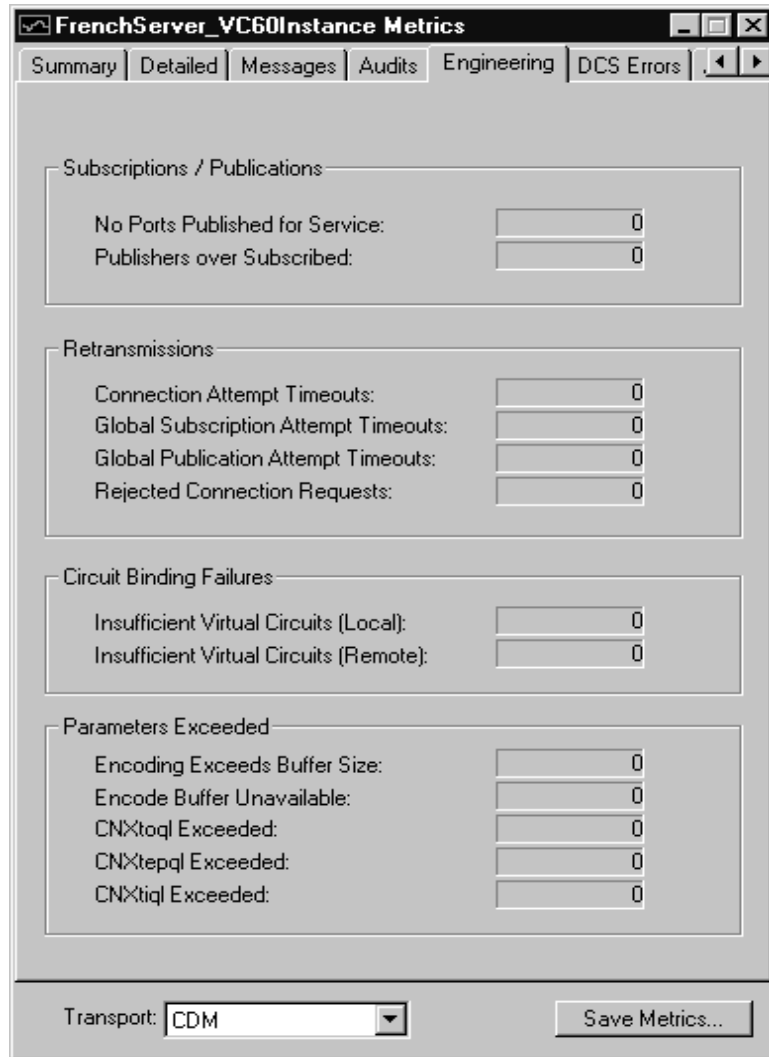 FrenchServer_VC60Instance Metrics
Summary Detailed Messages Audits Engineering DCS Errors
Subscriptions / Publications
No Ports Published for Service: 0
Publishers over Subscribed: 0
Retransmissions
Connection Attempt Timeouts: 0
Global Subscription Attempt Timeouts: 0
Global Publication Attempt Timeouts: 0
Rejected Connection Requests: 0
Circuit Binding Failures
Insufficient Virtual Circuits (Local): 0
Insufficient Virtual Circuits (Remote): 0
Parameters Exceeded
Encoding Exceeds Buffer Size: 0
Encode Buffer Unavailable: 0
CNXtoql Exceeded: 0
CNXtepql Exceeded: 0
CNXtiql Exceeded: 0
Transport: CDM Save Metrics...